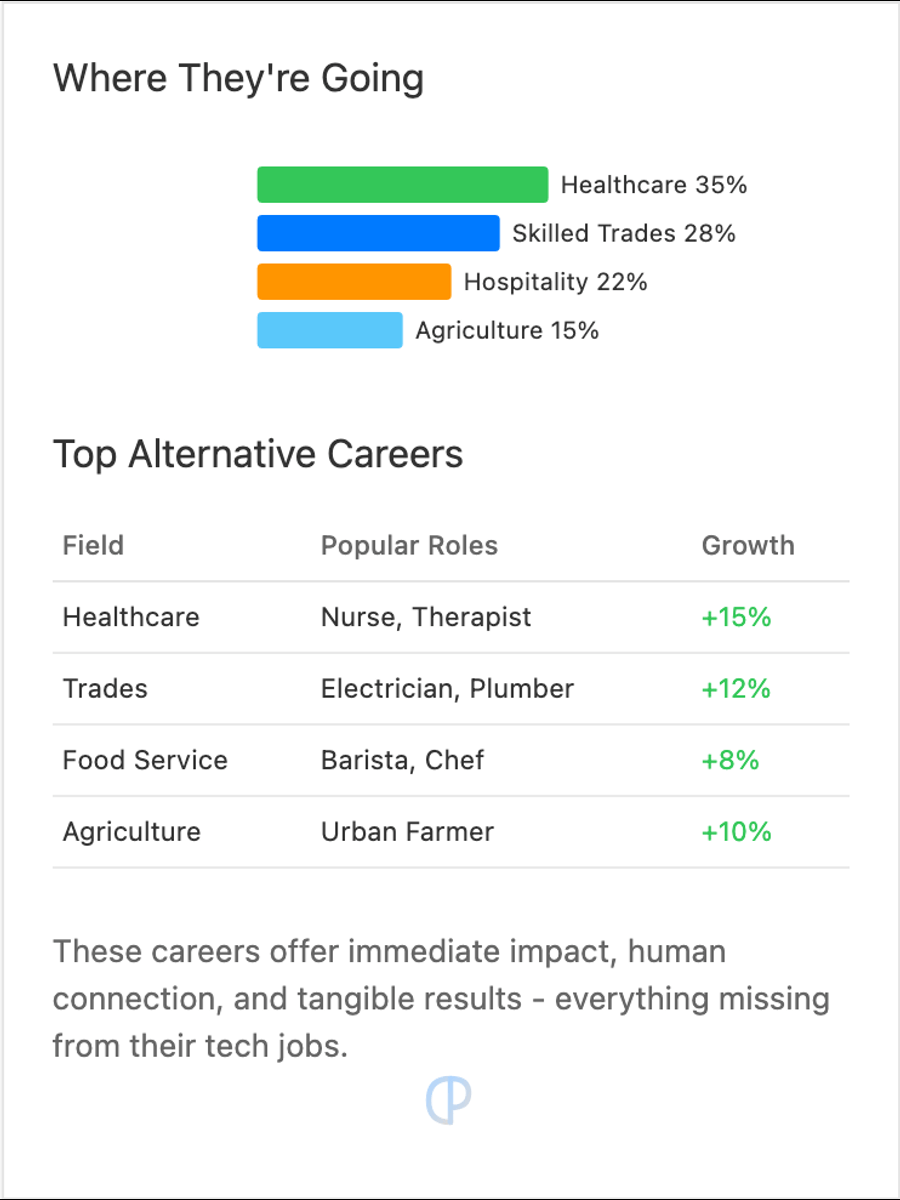 Where They're Going
Healthcare 35%
Skilled Trades 28%
Hospitality 22%
Agriculture 15%
Top Alternative Careers
Field Popular Roles Growth
Healthcare Nurse, Therapist +15%
Trades Electrician, Plumber +12%
Food Service Barista, Chef +8%
Agriculture Urban Farmer +10%
These careers offer immediate impact, human
connection, and tangible results - everything missing
from their tech jobs.